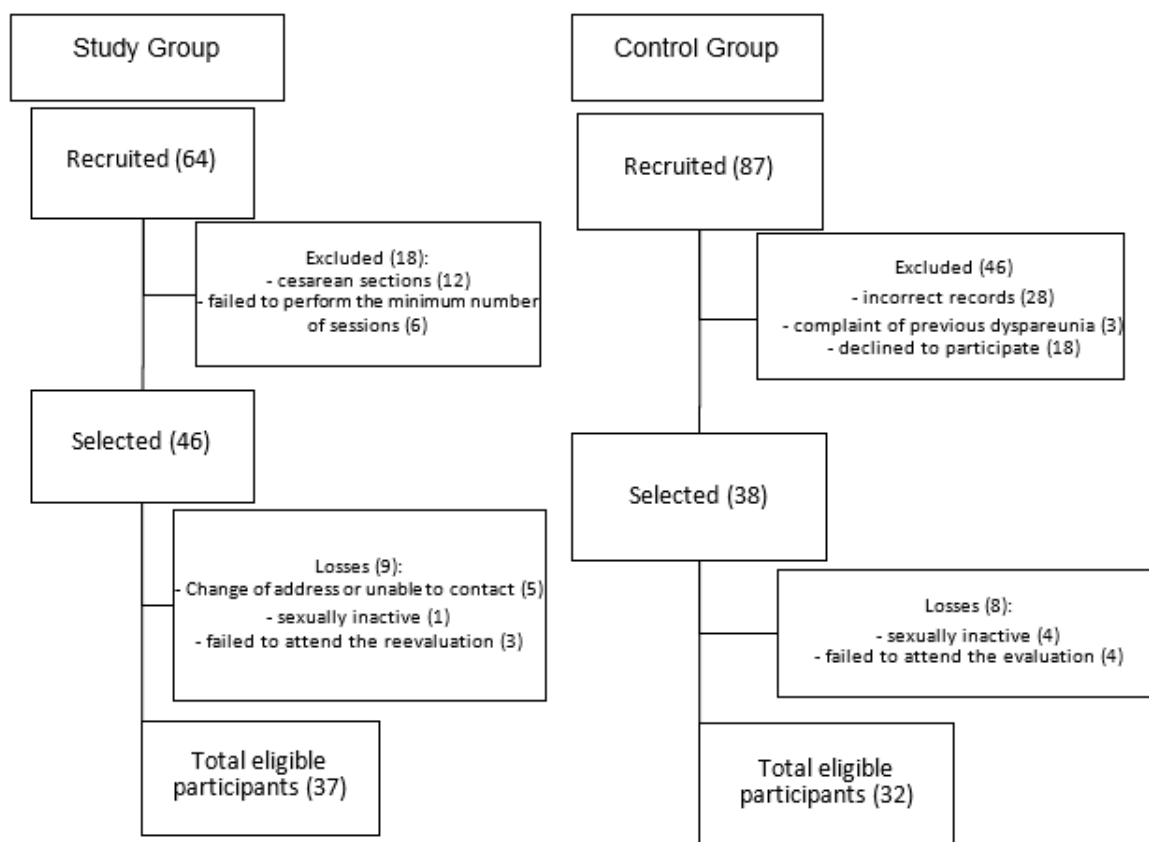 Study Group
Recruited (64)
Excluded (18):
- cesarean sections (12)
- failed to perform the minimum number
of sessions (6)
Selected (46)
Losses (9):
- Change of address or unable to contact (5)
- sexually inactive (1)
- failed to attend the reevaluation (3)
Total eligible
participants (37)
Control Group
Recruited (87)
Excluded (46)
- incorrect records (28)
- complaint of previous dyspareunia (3)
- declined to participate (18)
Selected (38)
Losses (8):
- sexually inactive (4)
- failed to attend the evaluation (4)
Total eligible
participants (32)